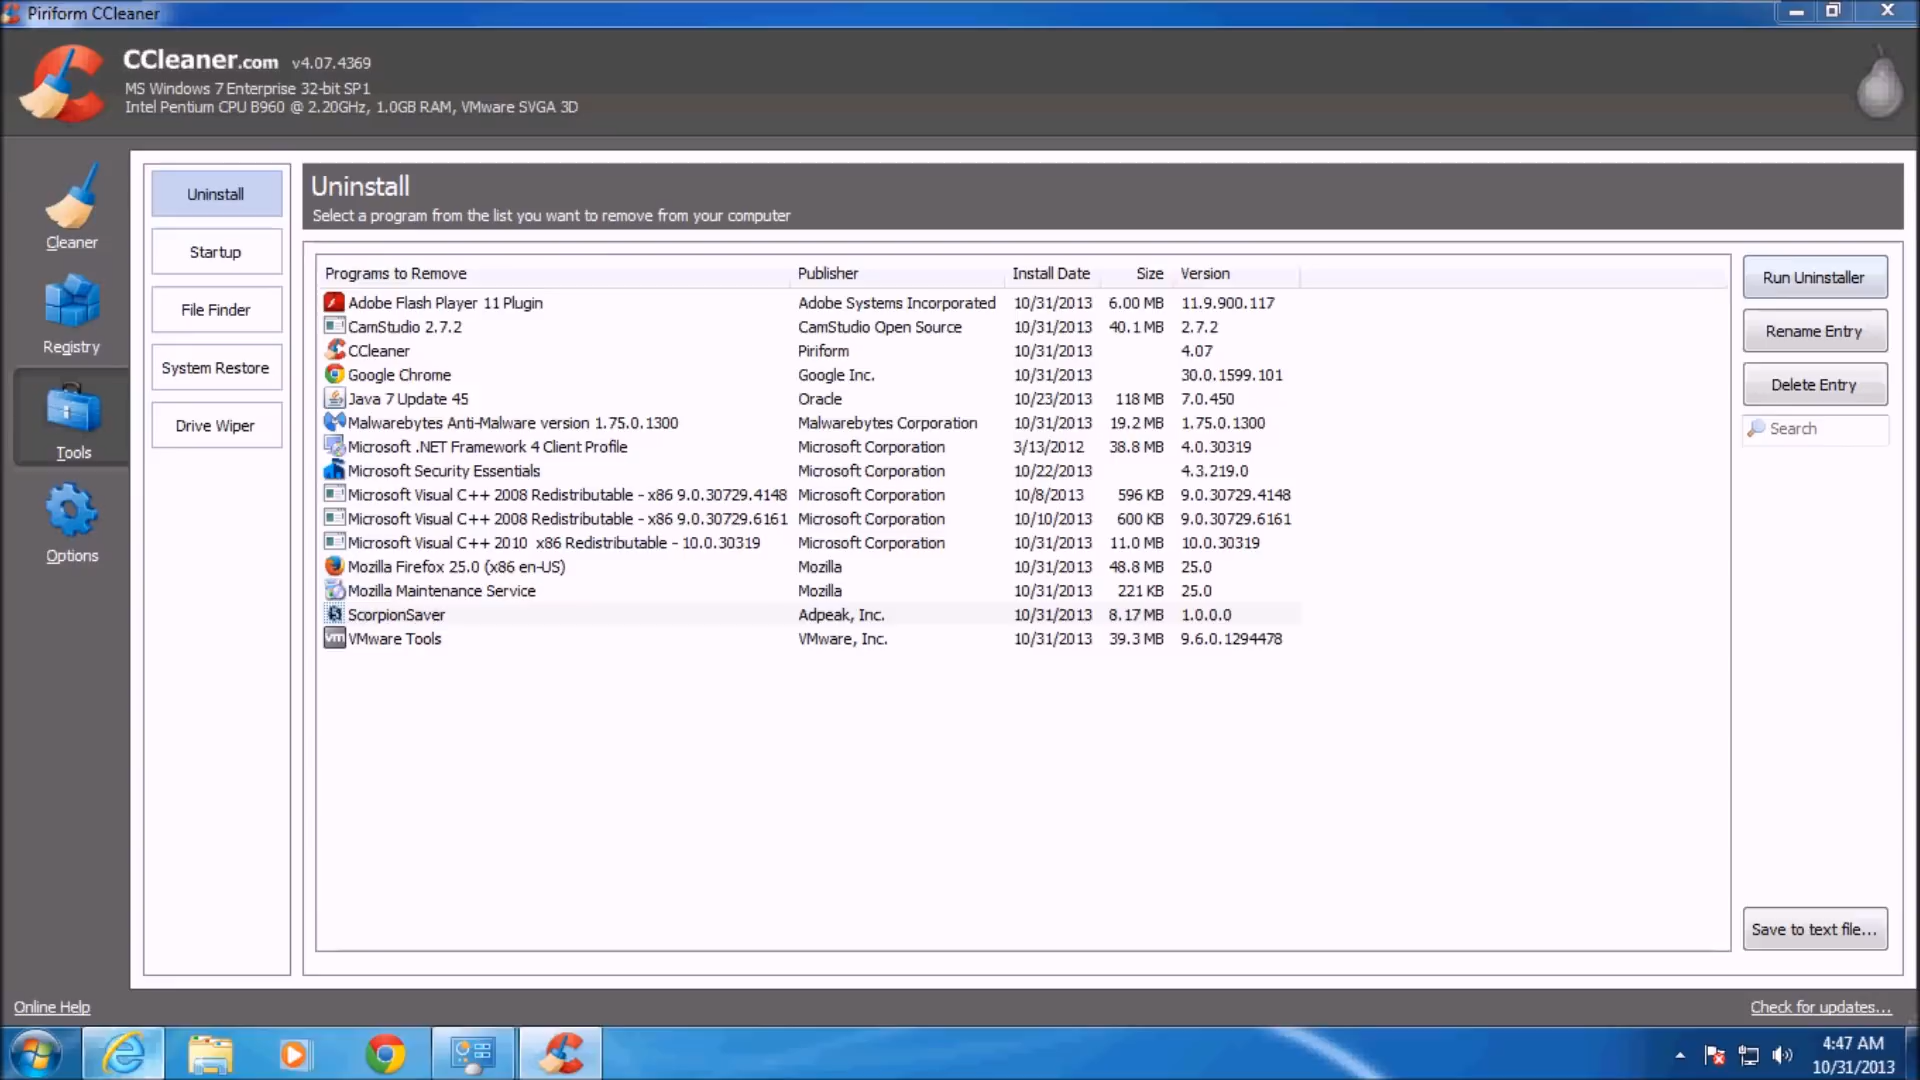 Piriform CCleaner
CCleaner.com v4.07.4369
MS Windows 7 Enterprise 32-bit SP1
Intel Pentium CPU B960 @ 2.20GHz, 1.0GB RAM, VMware SVGA 3D
Cleaner
Registry
Tools
Options
Uninstall
Startup
File Finder
System Restore
Drive Wiper
Uninstall
Select a program from the list you want to remove from your computer
Programs to Remove Publisher Install Date Size Version
Adobe Flash Player 11 Plugin Adobe Systems Incorporated 10/31/2013 6.00 MB 11.9.900.117
CamStudio 2.7.2 CamStudio Open Source 10/31/2013 40.1 MB 2.7.2
CCleaner Piriform 10/31/2013 4.07
Google Chrome Google Inc. 10/31/2013 30.0.1599.101
Java 7 Update 45 Oracle 10/23/2013 118 MB 7.0.450
Malwarebytes Anti-Malware version 1.75.0.1300 Malwarebytes Corporation 10/31/2013 19.2 MB 1.75.0.1300
Microsoft .NET Framework 4 Client Profile Microsoft Corporation 3/13/2012 38.8 MB 4.0.30319
Microsoft Security Essentials Microsoft Corporation 10/22/2013 4.3.219.0
Microsoft Visual C++ 2008 Redistributable - x86 9.0.30729.4148 Microsoft Corporation 10/8/2013 596 KB 9.0.30729.4148
Microsoft Visual C++ 2008 Redistributable - x86 9.0.30729.6161 Microsoft Corporation 10/10/2013 600 KB 9.0.30729.6161
Microsoft Visual C++ 2010 x86 Redistributable - 10.0.30319 Microsoft Corporation 10/31/2013 11.0 MB 10.0.30319
Mozilla Firefox 25.0 (x86 en-US) Mozilla 10/31/2013 48.8 MB 25.0
Mozilla Maintenance Service Mozilla 10/31/2013 221 KB 25.0
ScorpionSaver Adpeak, Inc. 10/31/2013 8.17 MB 1.0.0.0
VMware Tools VMware, Inc. 10/31/2013 39.3 MB 9.6.0.1294478
Run Uninstaller
Rename Entry
Delete Entry
Search
Save to text file...
Online Help
Check for updates...
4:47 AM
10/31/2013